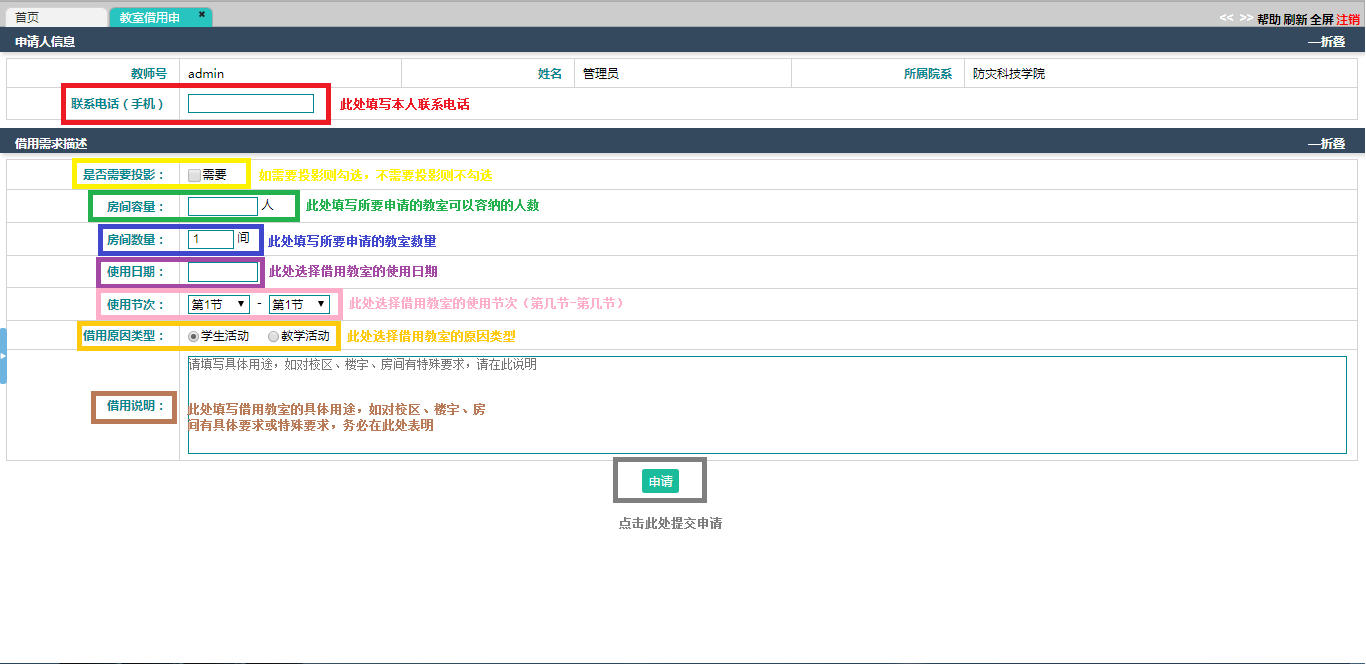 首页 教室借用申 × << >> 帮助 刷新 全屏 注销
申请人信息 —折叠
教师号 admin 姓名 管理员 所属院系 防灾科技学院
联系电话（手机） 此处填写本人联系电话
借用需求描述 —折叠
是否需要投影： 需要 如需要投影则勾选，不需要投影则不勾选
房间容量： 人 此处填写所要申请的教室可以容纳的人数
房间数量： 1 间 此处填写所要申请的教室数量
使用日期： 此处选择借用教室的使用日期
使用节次： 第1节 - 第1节 此处选择借用教室的使用节次（第几节-第几节）
借用原因类型： 学生活动 教学活动 此处选择借用教室的原因类型
请填写具体用途，如对校区、楼宇、房间有特殊要求，请在此说明
借用说明： 此处填写借用教室的具体用途，如对校区、楼宇、房
间有具体要求或特殊要求，务必在此处表明
申请
点击此处提交申请